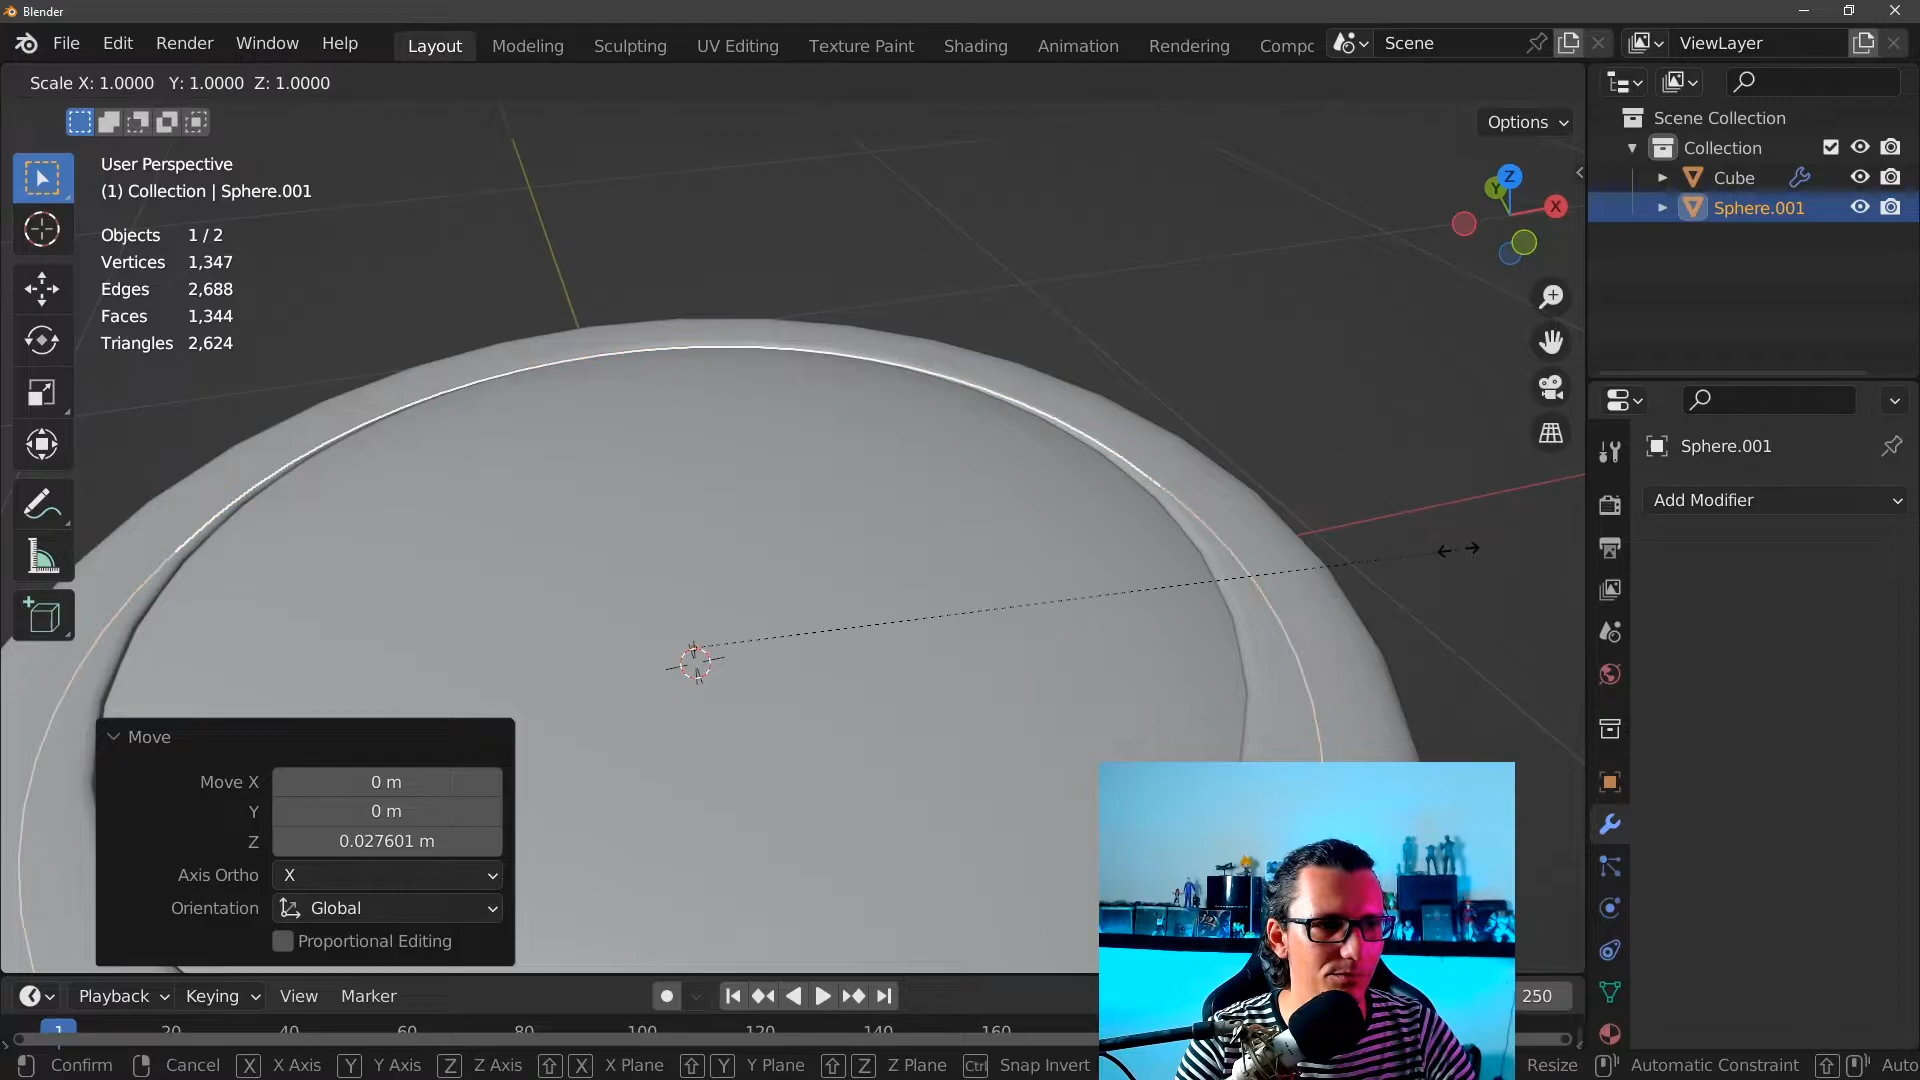 Blender
File Edit Render Window Help Layout Modeling Sculpting UV Editing Texture Paint Shading Animation Rendering Compc Scene ViewLayer
Scale X: 1.0000 Y: 1.0000 Z: 1.0000
Options
User Perspective
(1) Collection | Sphere.001
Objects 1 / 2
Vertices 1,347
Edges 2,688
Faces 1,344
Triangles 2,624
Z
Y
X
Scene Collection
Collection
Cube
Sphere.001
Sphere.001
Add Modifier
Move
Move X 0 m
Y 0 m
Z 0.027601 m
Axis Ortho X
Orientation Global
Proportional Editing
Playback Keying View Marker 250
1 20 40 60 80 100 120 140 160
Confirm Cancel X X Axis Y Y Axis Z Z Axis X X Plane Y Y Plane Z Z Plane Ctrl Snap Invert Resize Automatic Constraint Auto